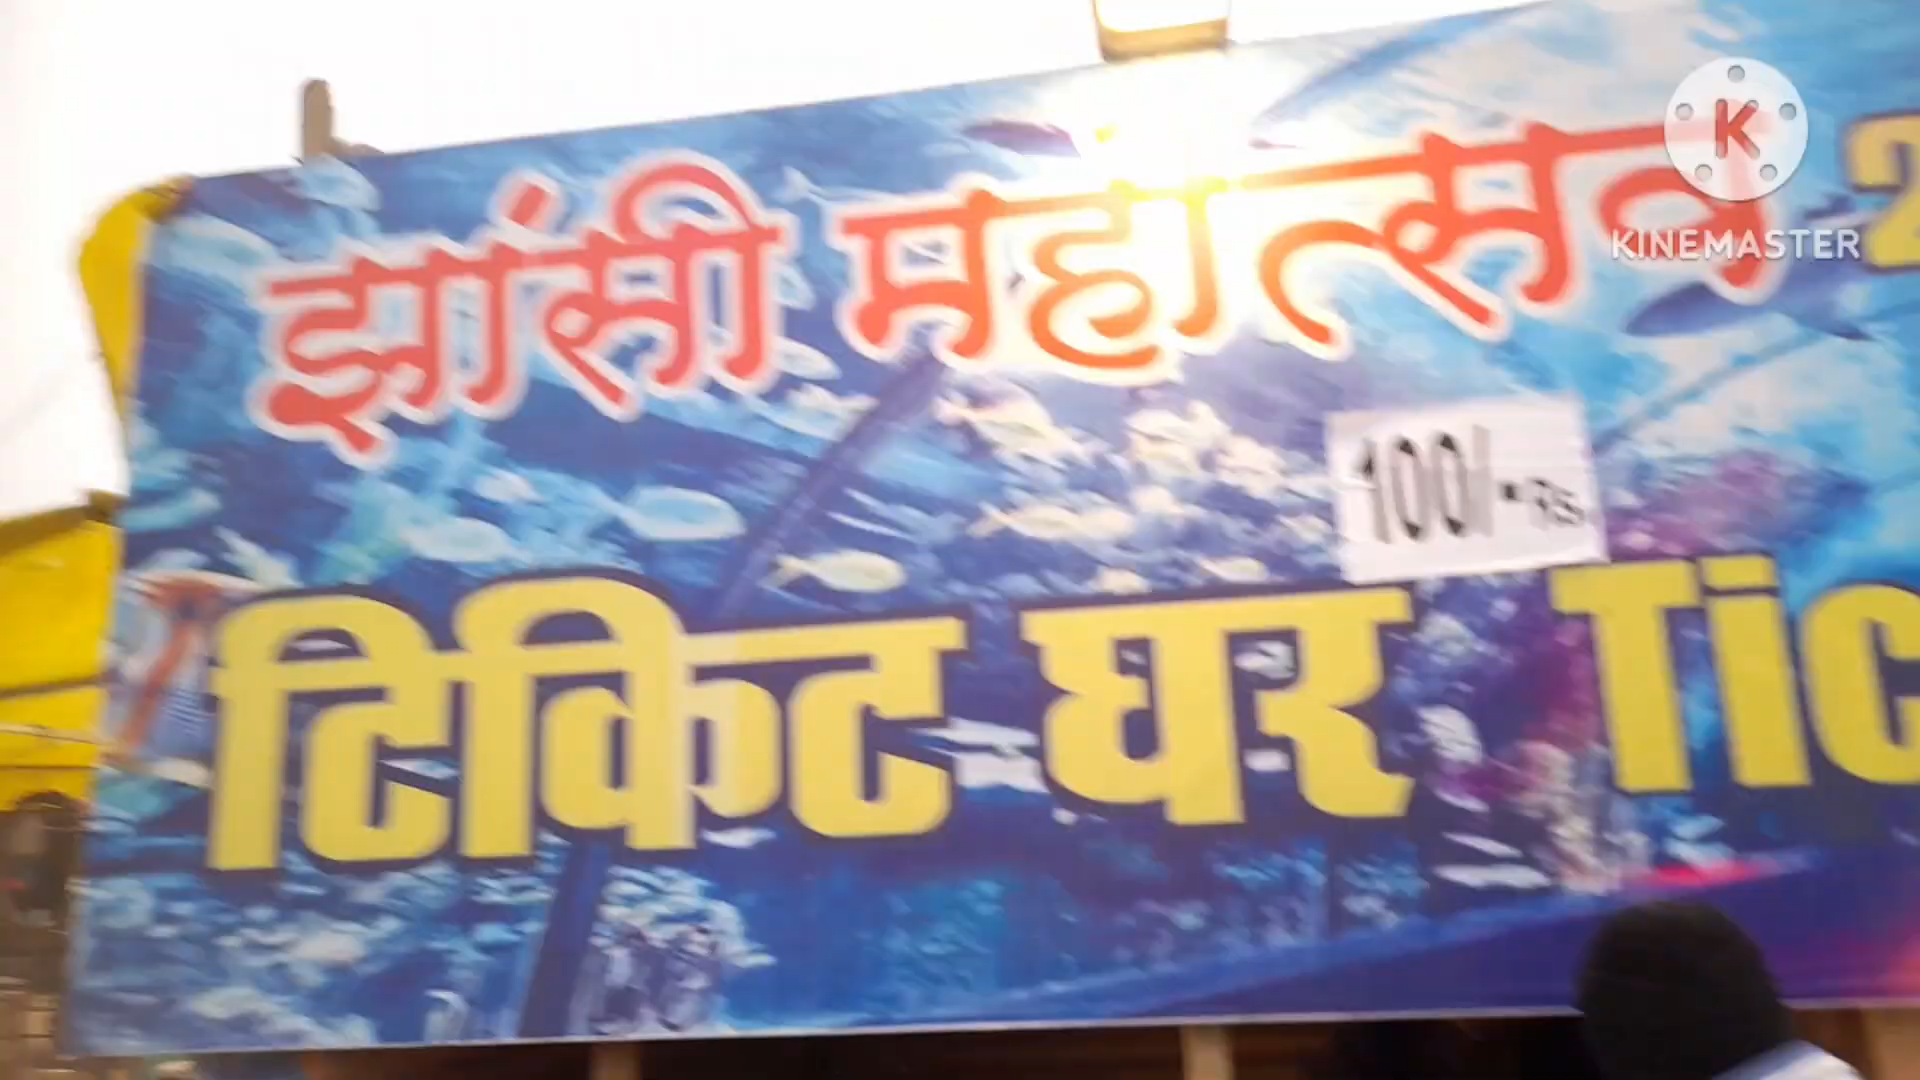 झांसी महोत्सव 2
100/- Rs.
टिकिट घर Tic
K
KINEMASTER